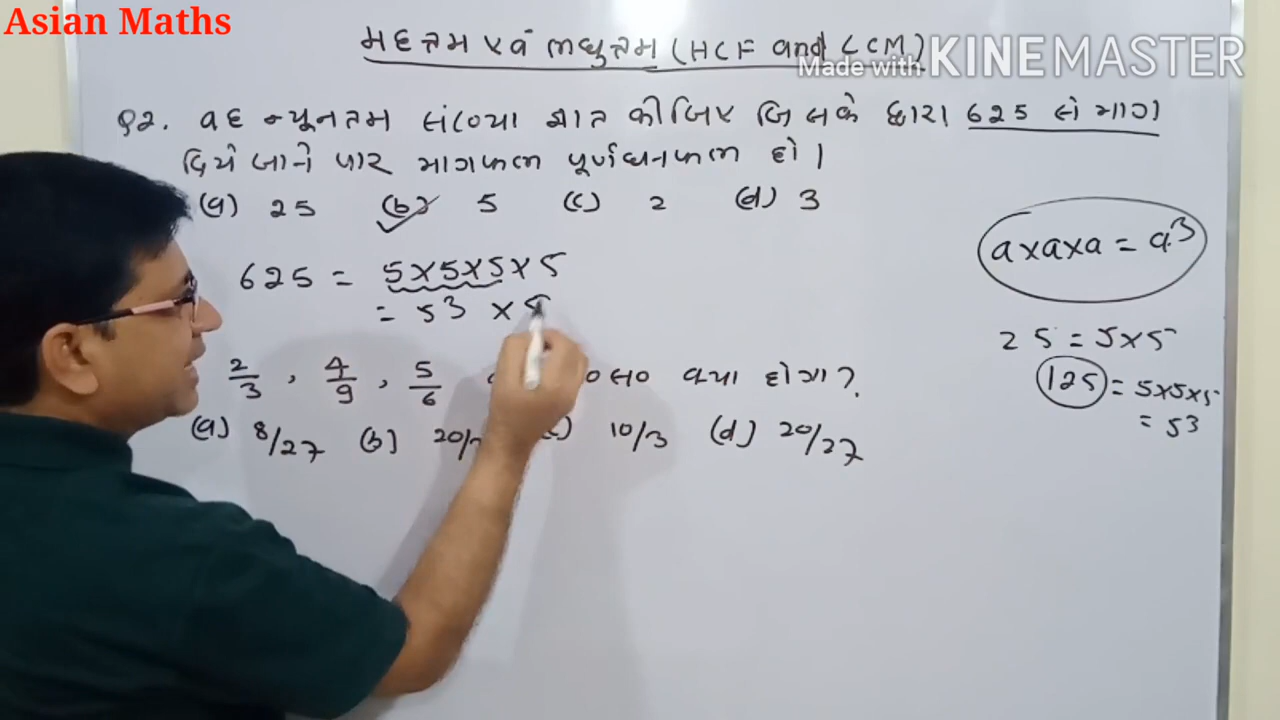 Asian Maths
महत्तम एवं लघुत्तम (HCF and LCM)
Made with KINEMASTER
Q2. वह न्यूनतम संख्या ज्ञात कीजिए जिसके द्वारा 625 से भाग
दिये जाने पर भागफल पूर्णघनफल हो।
(a) 25 (b) 5 (c) 2 (d) 3
a×a×a = a³
625 = 5×5×5×5
= 5³ × 5
25 = 5×5
125 = 5×5×5
= 5³
2/3 , 4/9 , 5/6 क्या होगा?
(a) 8/27 (b) 20/ 10/3 (d) 20/27